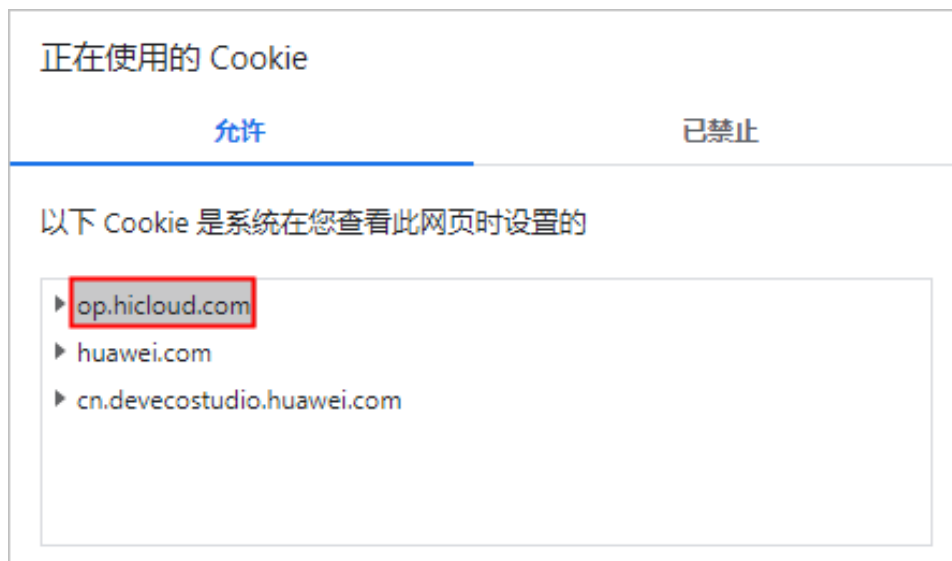 正在使用的 Cookie
允许
已禁止
以下 Cookie 是系统在您查看此网页时设置的
op.hicloud.com
huawei.com
cn.devecostudio.huawei.com